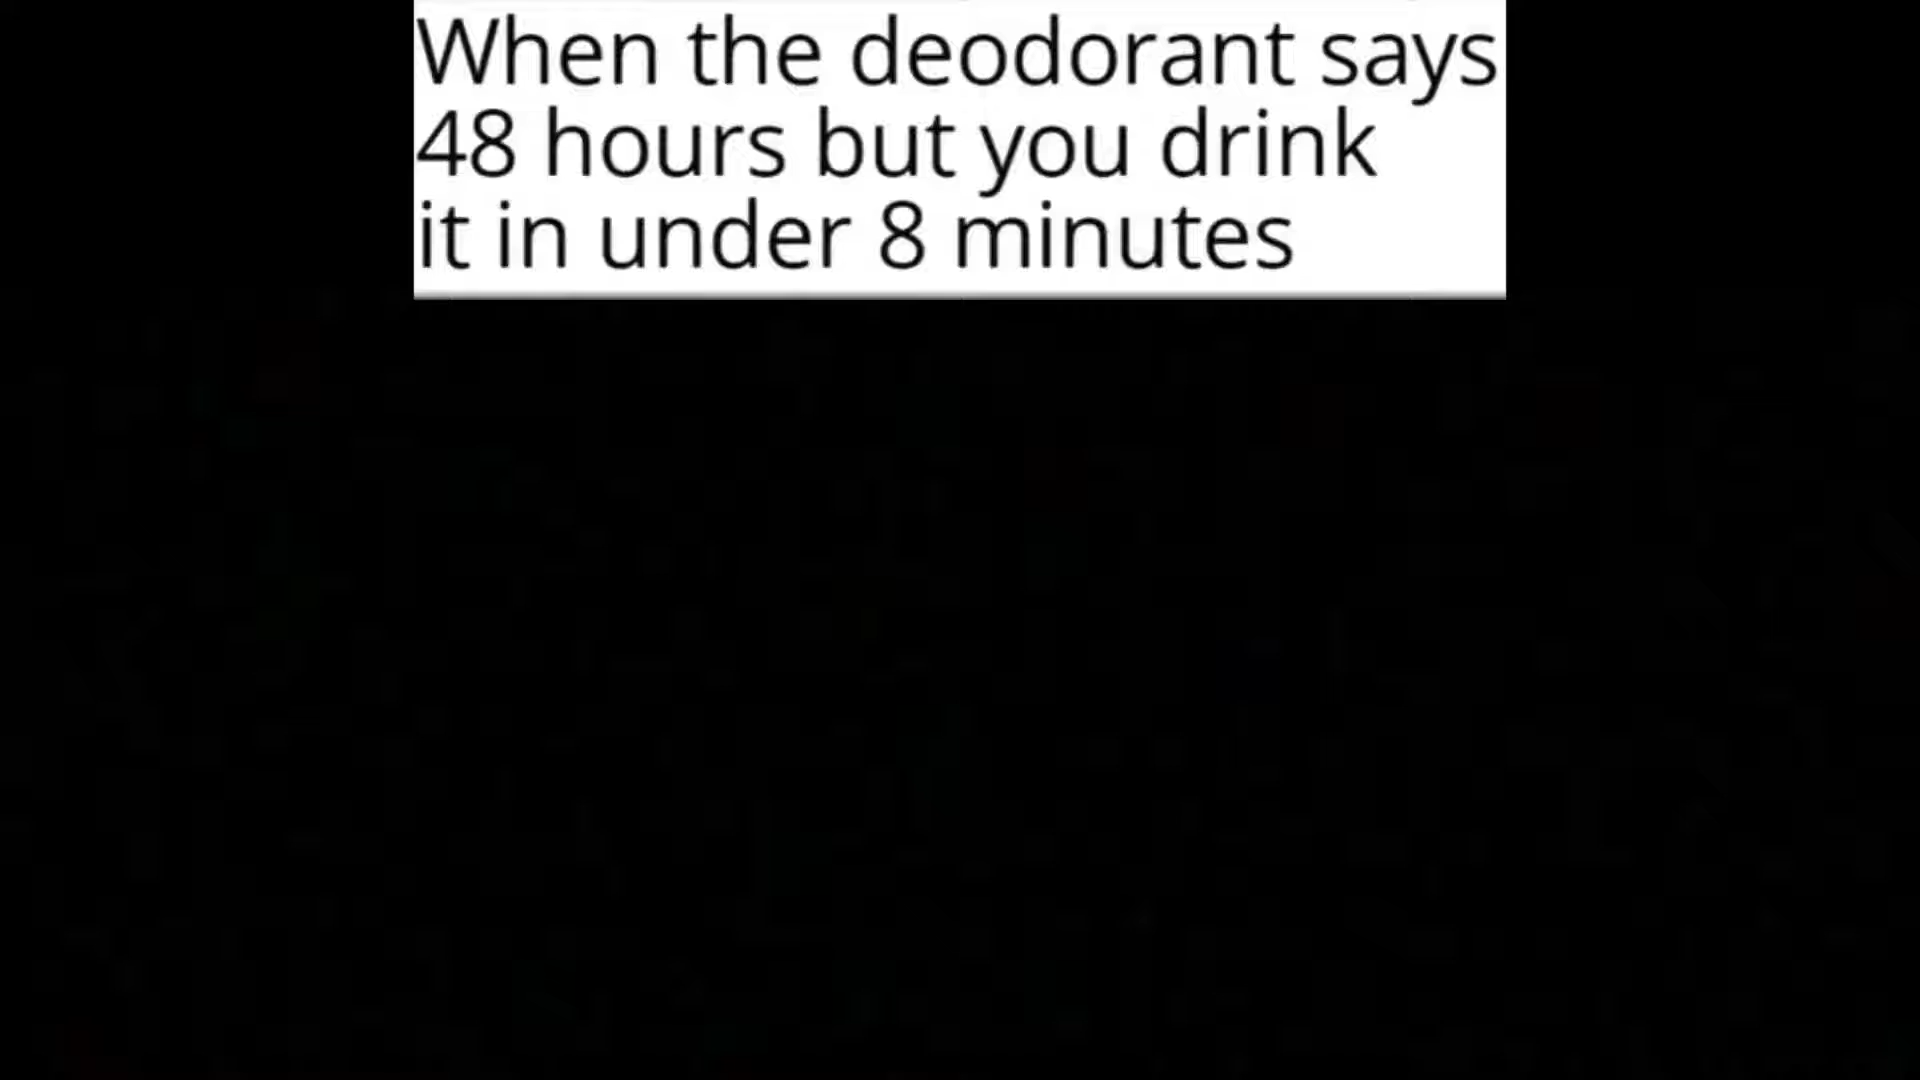 When the deodorant says
48 hours but you drink
it in under 8 minutes